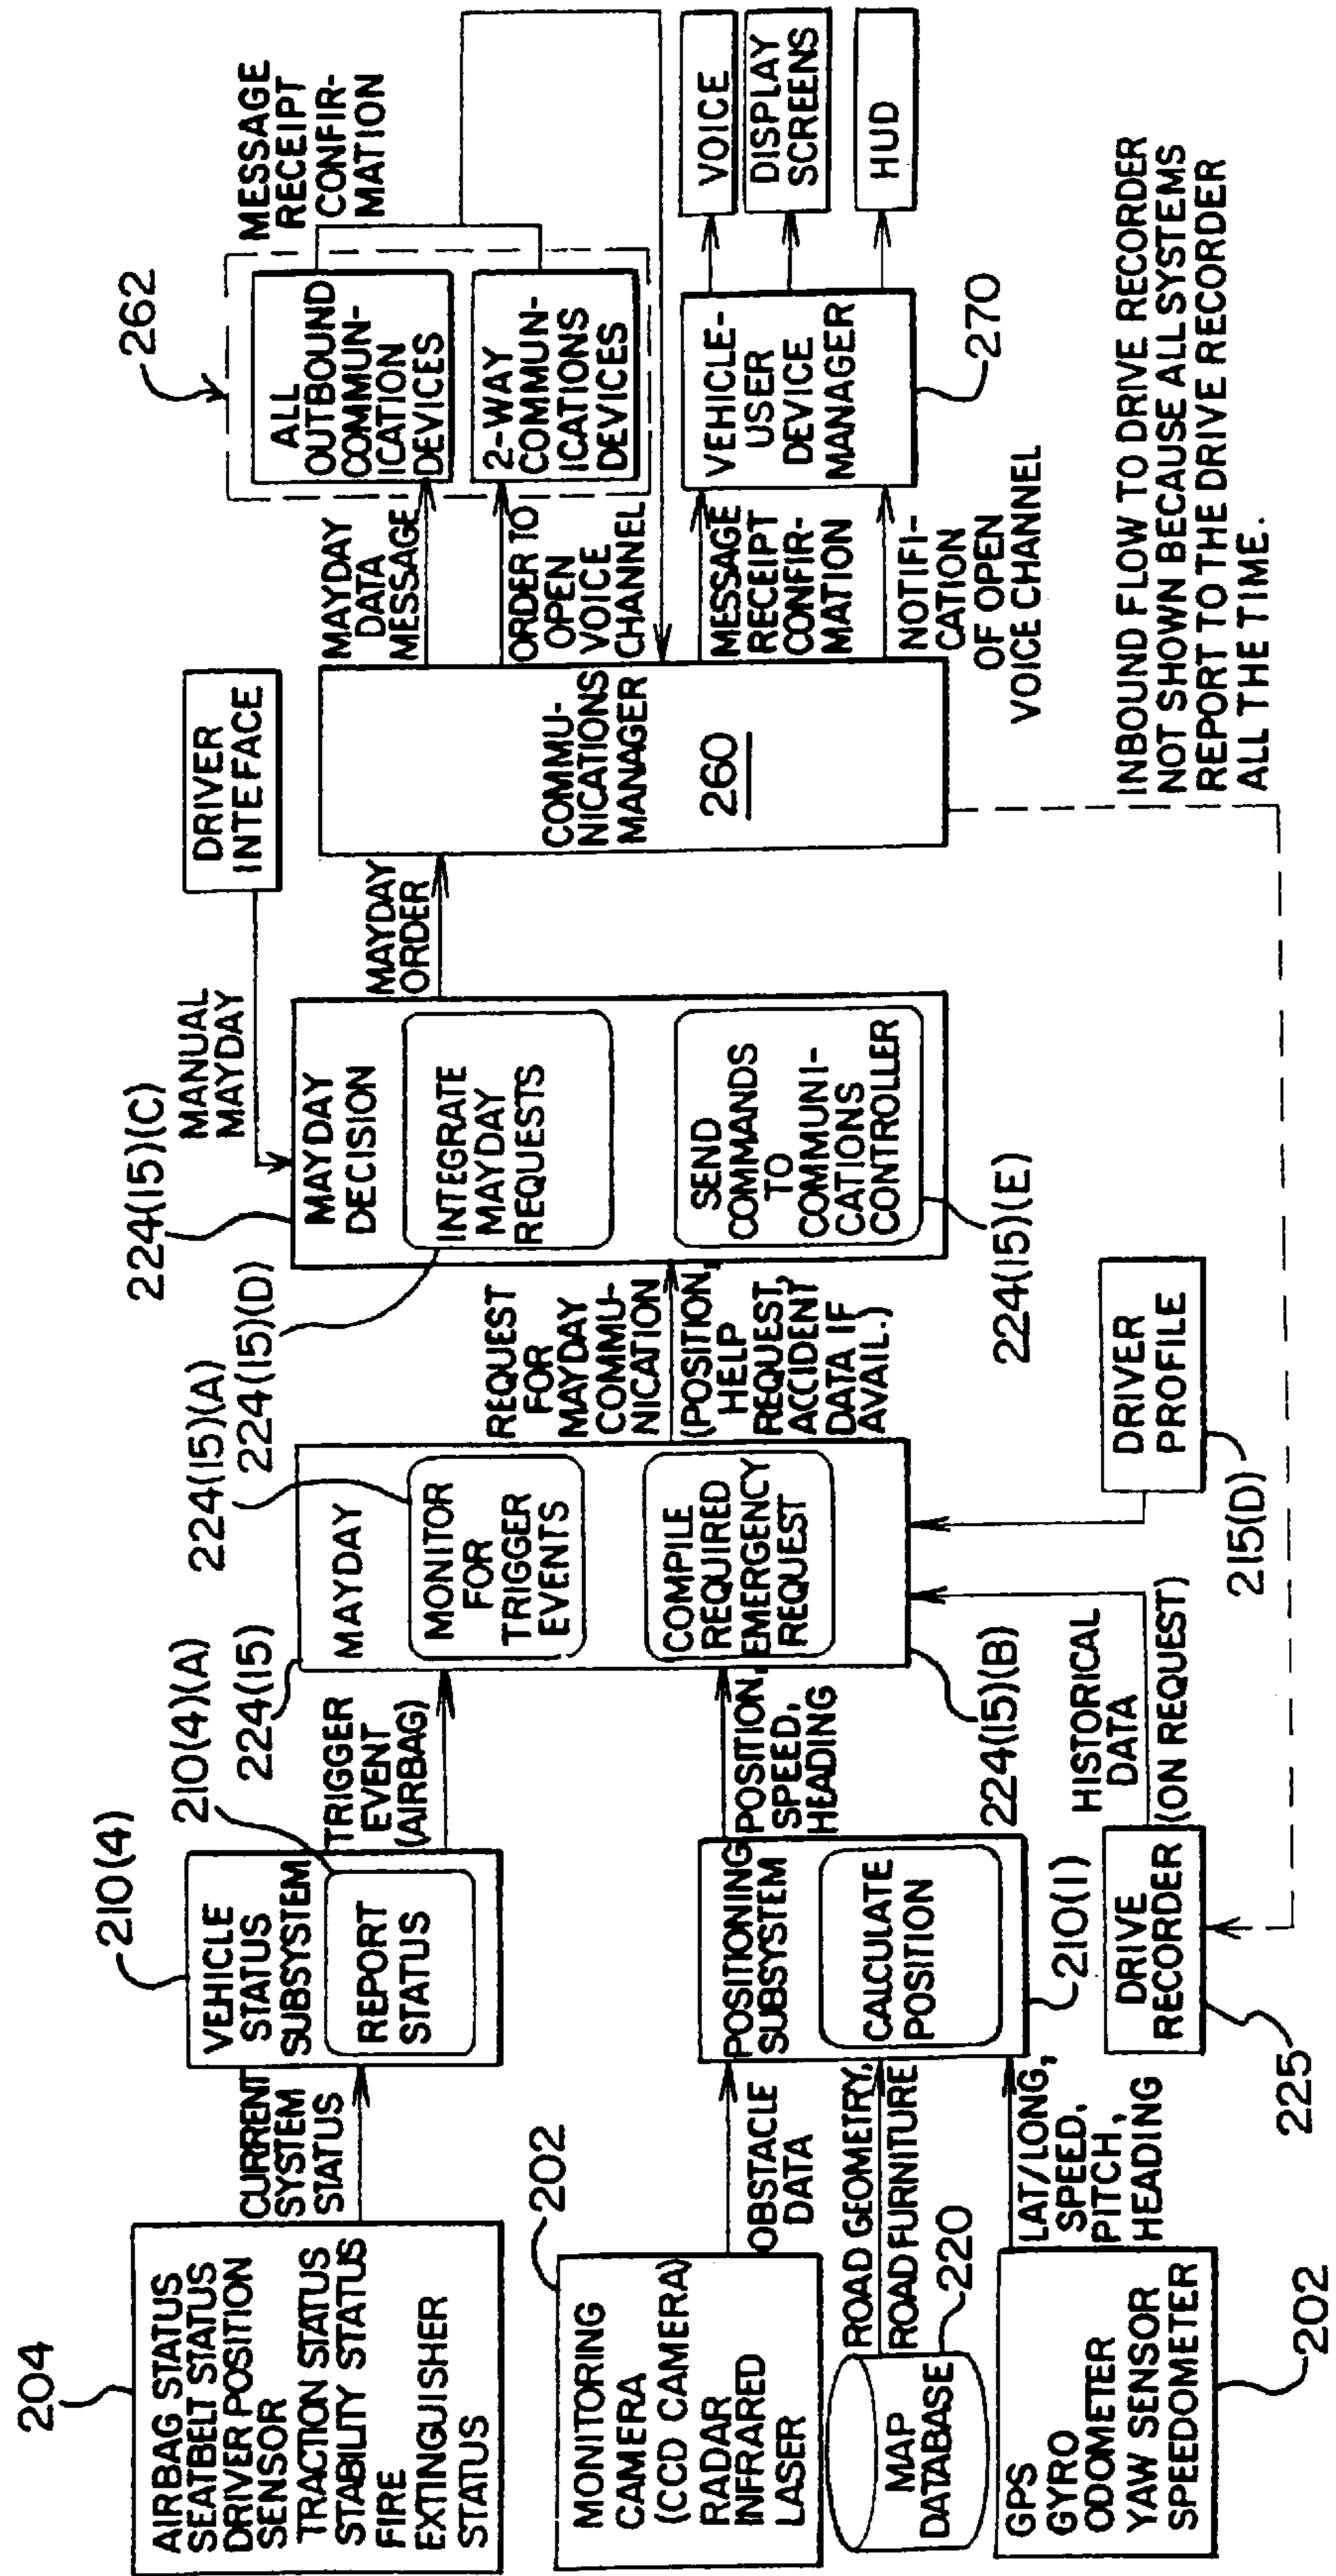 204
AIRBAG STATUS
SEATBELT STATUS
DRIVER POSITION
SENSOR
TRACTION STATUS
STABILITY STATUS
FIRE
EXTINGUISHER
STATUS
CURRENT
SYSTEM
STATUS
210(4)
VEHICLE
STATUS
SUBSYSTEM
210(4)(A)
REPORT
STATUS
TRIGGER
EVENT
(AIRBAG)
202
MONITORING
CAMERA
(CCD CAMERA)
RADAR
INFRARED
LASER
OBSTACLE
DATA
MAP
DATABASE
220
ROAD GEOMETRY,
ROAD FURNITURE
GPS
GYRO
ODOMETER
YAW SENSOR
SPEEDOMETER
202
LAT/LONG,
SPEED,
PITCH,
HEADING
POSITIONING
SUBSYSTEM
CALCULATE
POSITION
210(1)
POSITION,
SPEED,
HEADING
DRIVE
RECORDER
225
HISTORICAL
DATA
(ON REQUEST)
224(15)
MAYDAY
224(15)(A)
MONITOR
FOR
TRIGGER
EVENTS
COMPILE
REQUIRED
EMERGENCY
REQUEST
224(15)(B)
DRIVER
PROFILE
215(D)
REQUEST
FOR
MAYDAY
COMMU-
NICATION
(POSITION,
HELP
REQUEST,
ACCIDENT
DATA IF
AVAIL.)
224(15)(C)
224(15)(D)
MAYDAY
DECISION
INTEGRATE
MAYDAY
REQUESTS
SEND
COMMANDS
TO
COMMUNI-
CATIONS
CONTROLLER
224(15)(E)
MANUAL
MAYDAY
DRIVER
INTEFACE
MAYDAY
ORDER
COMMU-
NICATIONS
MANAGER
260
MAYDAY
DATA
MESSAGE
ORDER TO
OPEN
VOICE
CHANNEL
MESSAGE
RECEIPT
CONFIR-
MATION
NOTIFI-
CATION
OF OPEN
VOICE CHANNEL
262
ALL
OUTBOUND
COMMUN-
ICATION
DEVICES
2-WAY
COMMUN-
ICATIONS
DEVICES
MESSAGE
RECEIPT
CONFIR-
MATION
VEHICLE-
USER
DEVICE
MANAGER
270
VOICE
DISPLAY
SCREENS
HUD
INBOUND FLOW TO DRIVE RECORDER
NOT SHOWN BECAUSE ALL SYSTEMS
REPORT TO THE DRIVE RECORDER
ALL THE TIME.